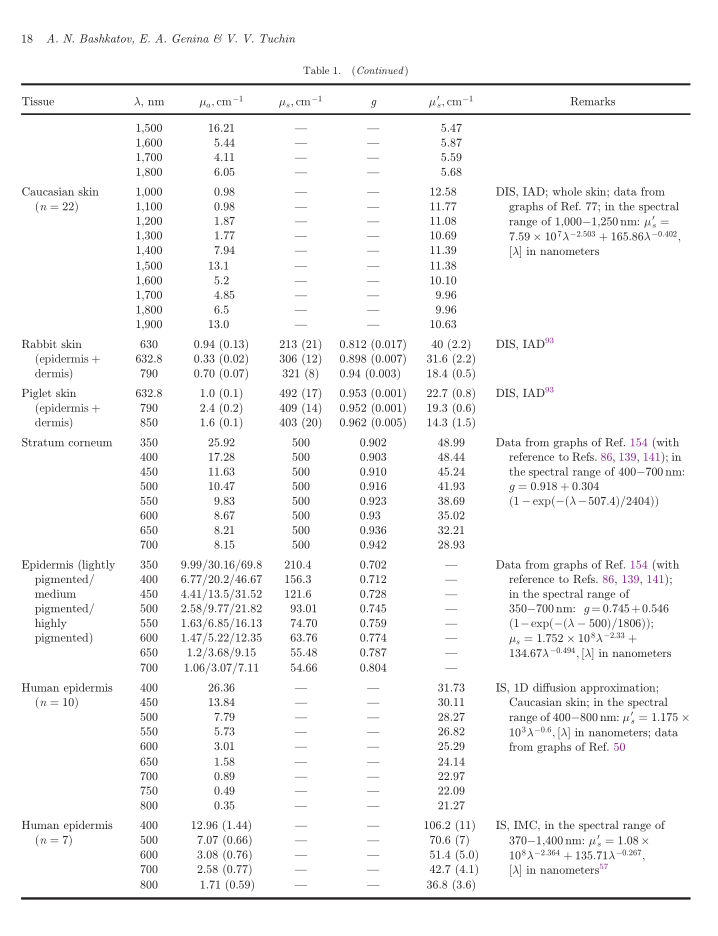 18 A. N. Bashkatov, E. A. Genina & V. V. Tuchin
Table 1. (Continued)
Tissue λ, nm μa, cm−1 μs, cm−1 g μ′s, cm−1 Remarks
1,500 16.21 — — 5.47
1,600 5.44 — — 5.87
1,700 4.11 — — 5.59
1,800 6.05 — — 5.68
Caucasian skin 1,000 0.98 — — 12.58 DIS, IAD; whole skin; data from
(n = 22) 1,100 0.98 — — 11.77 graphs of Ref. 77; in the spectral
1,200 1.87 — — 11.08 range of 1,000−1,250 nm: μ′s =
1,300 1.77 — — 10.69 7.59 × 10⁷λ−2.503 + 165.86λ−0.402,
1,400 7.94 — — 11.39 [λ] in nanometers
1,500 13.1 — — 11.38
1,600 5.2 — — 10.10
1,700 4.85 — — 9.96
1,800 6.5 — — 9.96
1,900 13.0 — — 10.63
Rabbit skin 630 0.94 (0.13) 213 (21) 0.812 (0.017) 40 (2.2) DIS, IAD93
(epidermis + 632.8 0.33 (0.02) 306 (12) 0.898 (0.007) 31.6 (2.2)
dermis) 790 0.70 (0.07) 321 (8) 0.94 (0.003) 18.4 (0.5)
Piglet skin 632.8 1.0 (0.1) 492 (17) 0.953 (0.001) 22.7 (0.8) DIS, IAD93
(epidermis + 790 2.4 (0.2) 409 (14) 0.952 (0.001) 19.3 (0.6)
dermis) 850 1.6 (0.1) 403 (20) 0.962 (0.005) 14.3 (1.5)
Stratum corneum 350 25.92 500 0.902 48.99 Data from graphs of Ref. 154 (with
400 17.28 500 0.903 48.44 reference to Refs. 86, 139, 141); in
450 11.63 500 0.910 45.24 the spectral range of 400−700 nm:
500 10.47 500 0.916 41.93 g = 0.918 + 0.304
550 9.83 500 0.923 38.69 (1 − exp(−(λ − 507.4)/2404))
600 8.67 500 0.93 35.02
650 8.21 500 0.936 32.21
700 8.15 500 0.942 28.93
Epidermis (lightly 350 9.99/30.16/69.8 210.4 0.702 — Data from graphs of Ref. 154 (with
pigmented/ 400 6.77/20.2/46.67 156.3 0.712 — reference to Refs. 86, 139, 141);
medium 450 4.41/13.5/31.52 121.6 0.728 — in the spectral range of
pigmented/ 500 2.58/9.77/21.82 93.01 0.745 — 350−700 nm: g = 0.745 + 0.546
highly 550 1.63/6.85/16.13 74.70 0.759 — (1−exp(−(λ − 500)/1806));
pigmented) 600 1.47/5.22/12.35 63.76 0.774 — μs = 1.752 × 10⁸λ−2.33 +
650 1.2/3.68/9.15 55.48 0.787 — 134.67λ−0.494, [λ] in nanometers
700 1.06/3.07/7.11 54.66 0.804 —
Human epidermis 400 26.36 — — 31.73 IS, 1D diffusion approximation;
(n = 10) 450 13.84 — — 30.11 Caucasian skin; in the spectral
500 7.79 — — 28.27 range of 400−800 nm: μ′s = 1.175 ×
550 5.73 — — 26.82 10³λ−0.6, [λ] in nanometers; data
600 3.01 — — 25.29 from graphs of Ref. 50
650 1.58 — — 24.14
700 0.89 — — 22.97
750 0.49 — — 22.09
800 0.35 — — 21.27
Human epidermis 400 12.96 (1.44) — — 106.2 (11) IS, IMC, in the spectral range of
(n = 7) 500 7.07 (0.66) — — 70.6 (7) 370−1,400 nm: μ′s = 1.08 ×
600 3.08 (0.76) — — 51.4 (5.0) 10⁸λ−2.364 + 135.71λ−0.267,
700 2.58 (0.77) — — 42.7 (4.1) [λ] in nanometers57
800 1.71 (0.59) — — 36.8 (3.6)